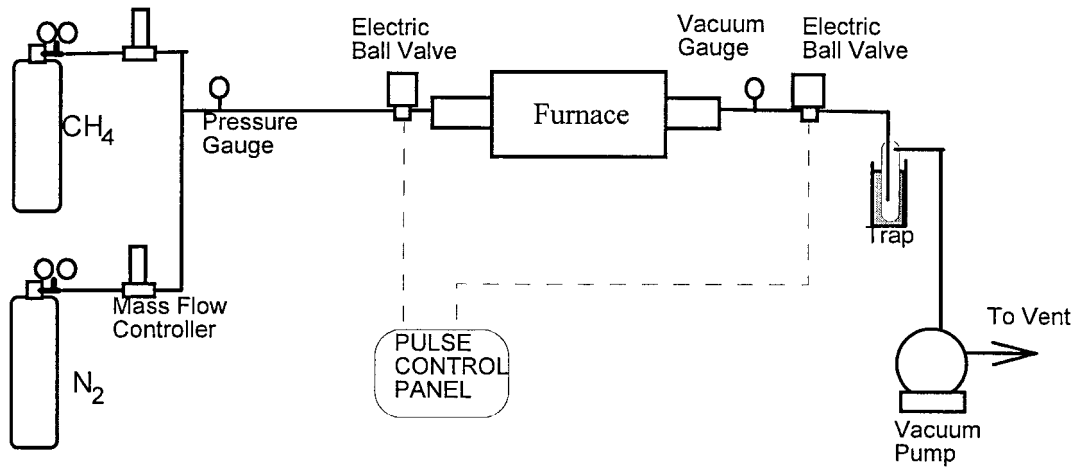 Electric
Ball Valve
Vacuum
Gauge
Electric
Ball Valve
CH4
Pressure
Gauge
Furnace
Trap
Mass Flow
Controller
N2
PULSE
CONTROL
PANEL
To Vent
Vacuum
Pump